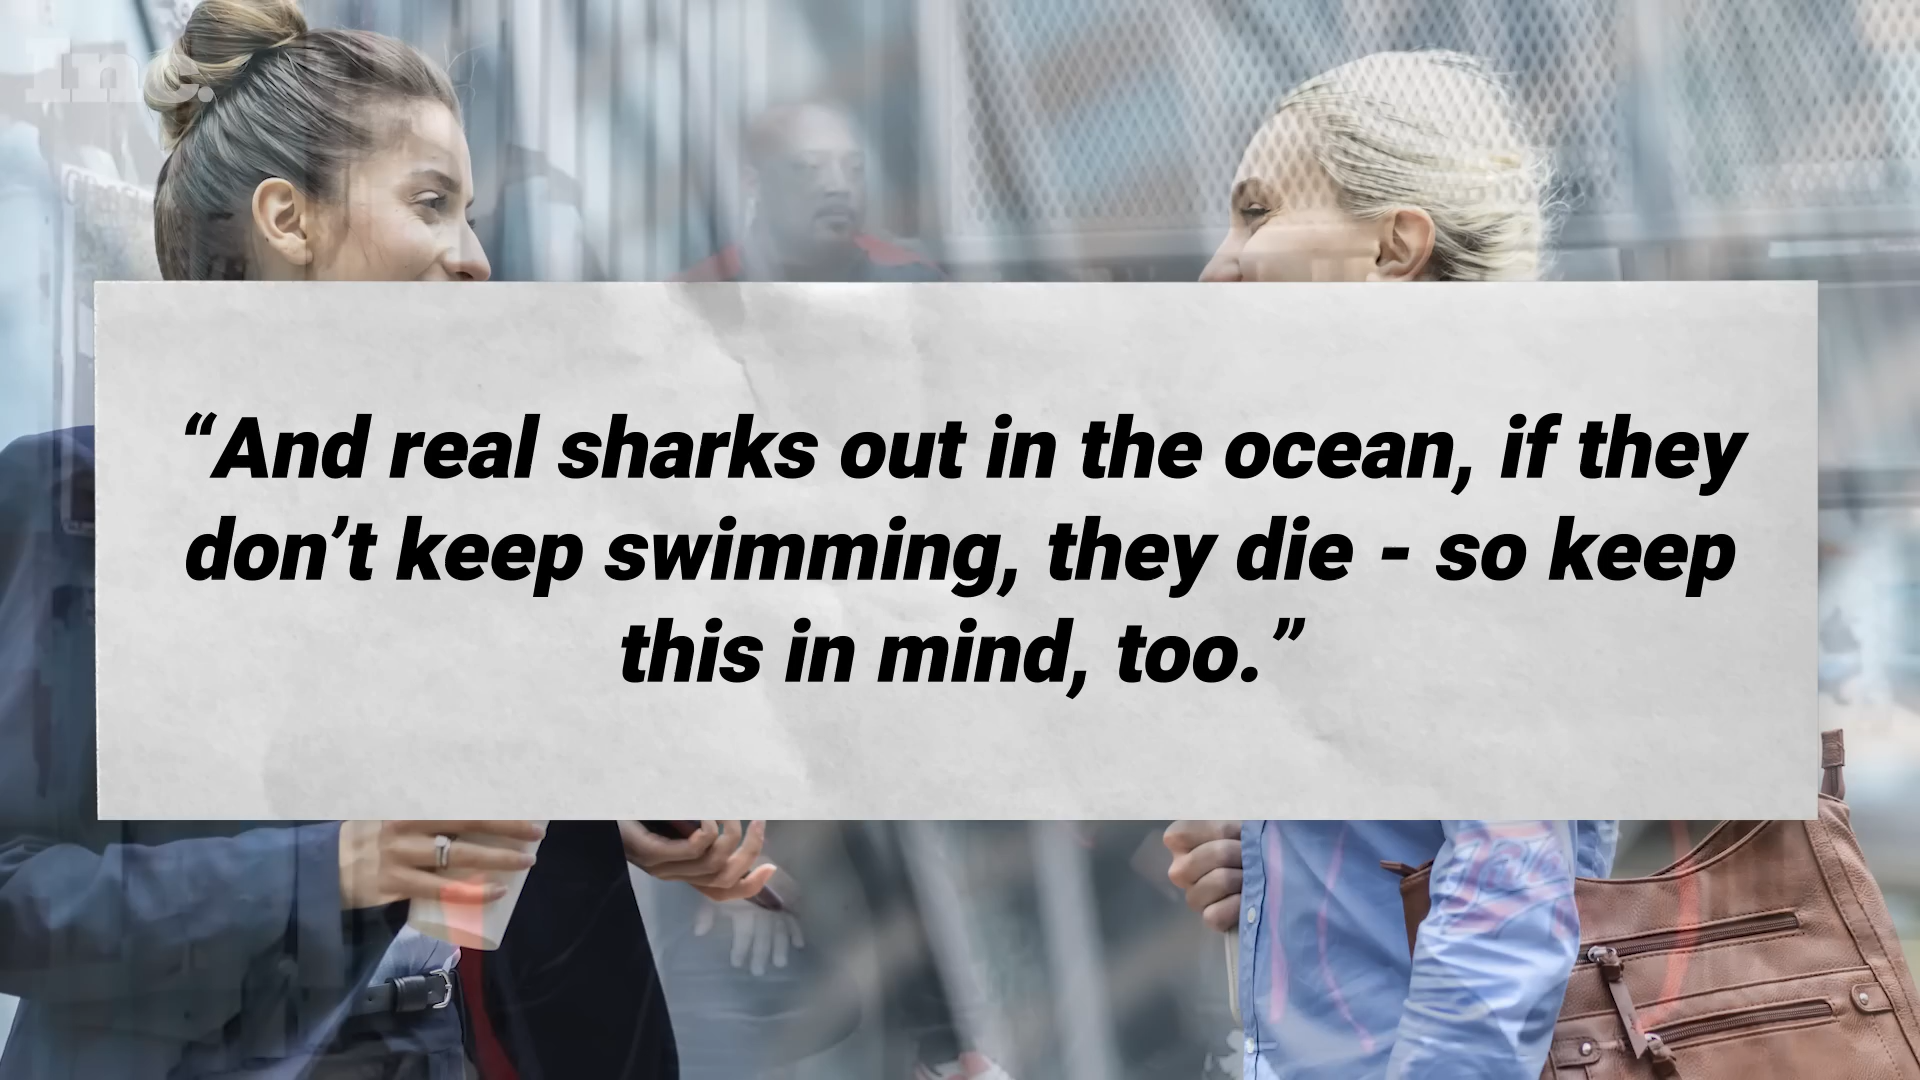 Inc.
“And real sharks out in the ocean, if they
don’t keep swimming, they die - so keep
this in mind, too.”